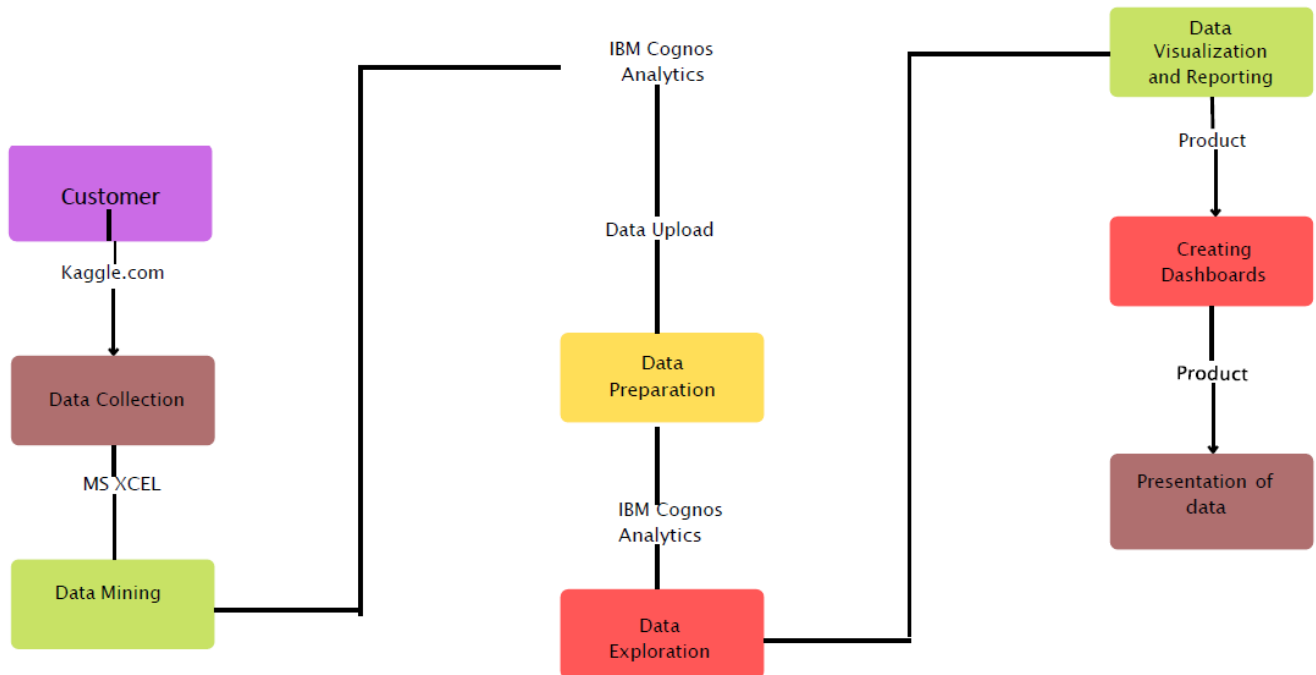 Customer
Kaggle.com
Data Collection
MS XCEL
Data Mining
IBM Cognos
Analytics
Data Upload
Data
Preparation
IBM Cognos
Analytics
Data
Exploration
Data
Visualization
and Reporting
Product
Creating
Dashboards
Product
Presentation of
data